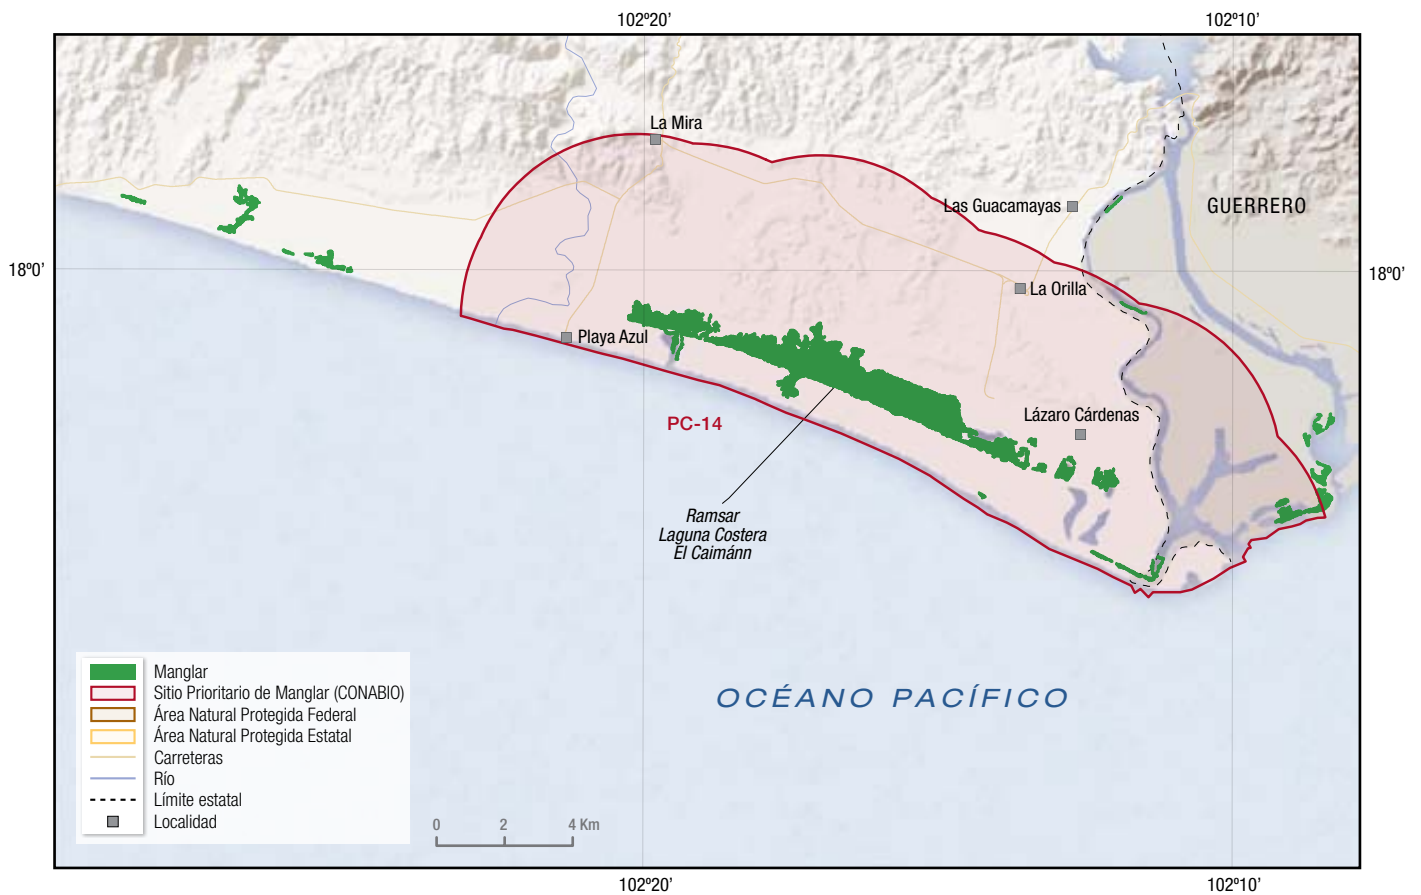 102º20'
102º10'
La Mira
Las Guacamayas
GUERRERO
18º0'
18º0'
La Orilla
Playa Azul
Lázaro Cárdenas
PC-14
Ramsar
Laguna Costera
El Caimánn
OCÉANO PACÍFICO
Manglar
Sitio Prioritario de Manglar (CONABIO)
Área Natural Protegida Federal
Área Natural Protegida Estatal
Carreteras
Río
Límite estatal
Localidad
0 2 4 Km
102º20'
102º10'